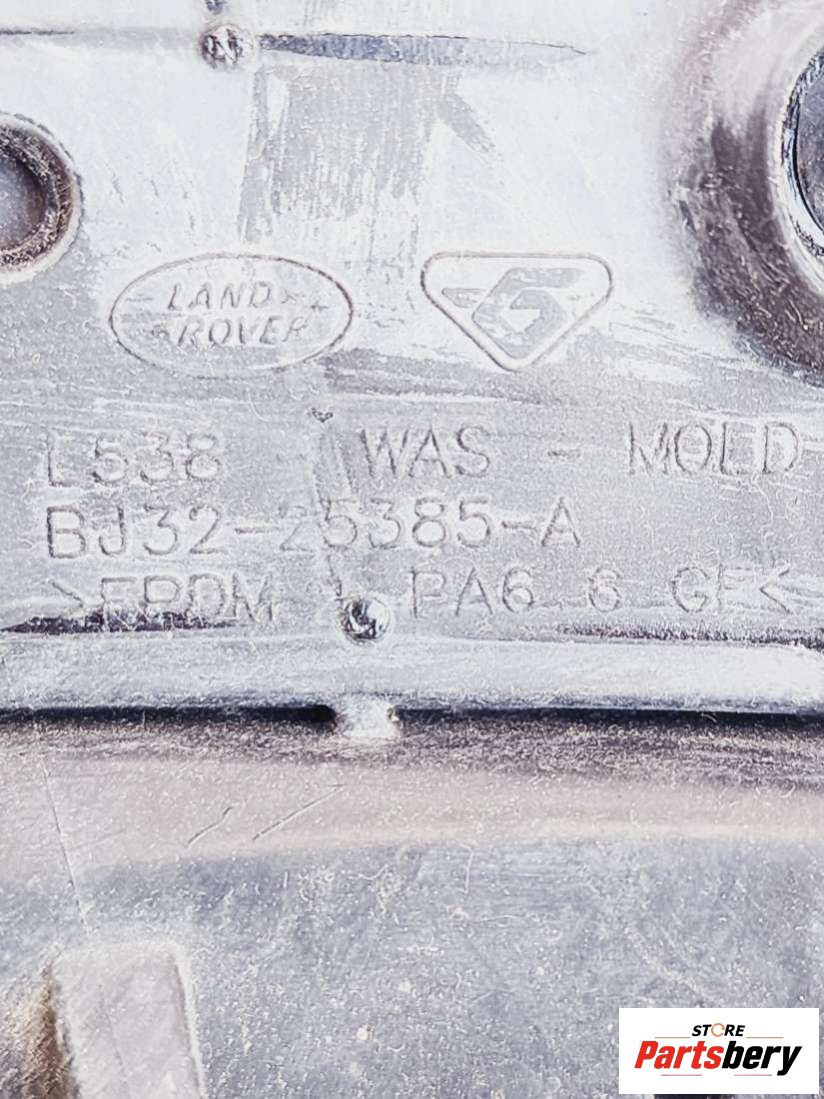 LAND
ROVER
G
L538 WAS - MOLD
BJ32-25385-A
>EPDM PA6.6 GF<
STORE
Partsbery